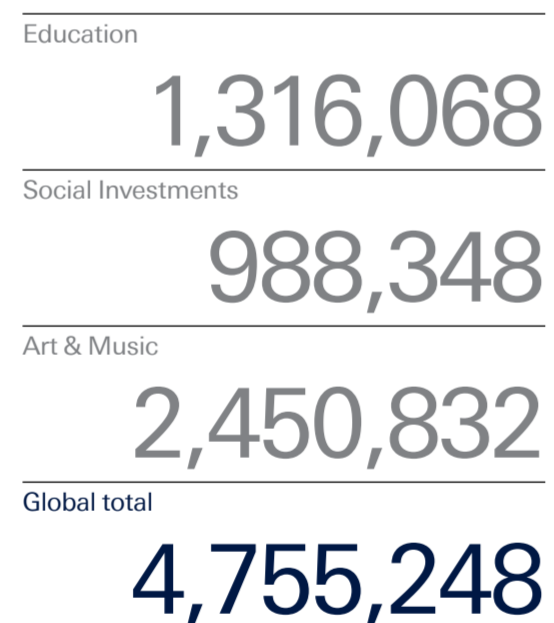 Education
1,316,068
Social Investments
988,348
Art & Music
2,450,832
Global total
4,755,248